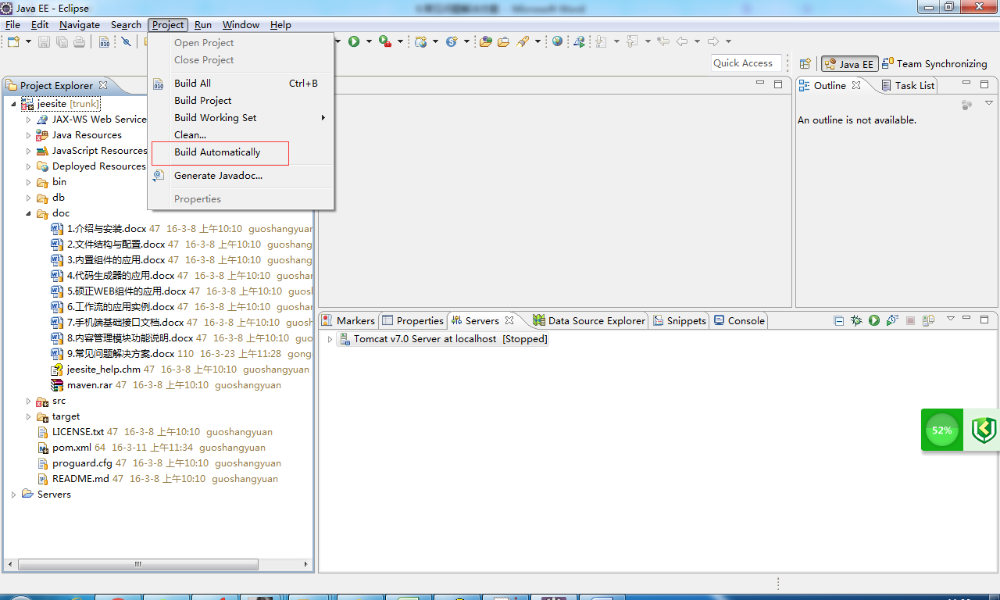 Java EE - Eclipse
File Edit Navigate Search Project Run Window Help
Open Project
Close Project
Build All Ctrl+B
Build Project
Build Working Set
Clean...
Build Automatically
Generate Javadoc...
Properties
Quick Access
Java EE Team Synchronizing
Project Explorer
jeesite [trunk]
JAX-WS Web Service
Java Resources
JavaScript Resources
Deployed Resources
bin
db
doc
1.介绍与安装.docx 47 16-3-8 上午10:10 guoshangyuan
2.文件结构与配置.docx 47 16-3-8 上午10:10 guoshang
3.内置组件的应用.docx 47 16-3-8 上午10:10 guoshang
4.代码生成器的应用.docx 47 16-3-8 上午10:10 guoshan
5.硕正WEB组件的应用.docx 47 16-3-8 上午10:10 guosl
6.工作流的应用实例.docx 47 16-3-8 上午10:10 guoshan
7.手机端基础接口文档.docx 47 16-3-8 上午10:10 guosh
8.内容管理模块功能说明.docx 47 16-3-8 上午10:10 guo
9.常见问题解决方案.docx 110 16-3-23 上午11:28 gong
jeesite_help.chm 47 16-3-8 上午10:10 guoshangyuan
maven.rar 47 16-3-8 上午10:10 guoshangyuan
src
target
LICENSE.txt 47 16-3-8 上午10:10 guoshangyuan
pom.xml 64 16-3-11 上午11:34 guoshangyuan
proguard.cfg 47 16-3-8 上午10:10 guoshangyuan
README.md 47 16-3-8 上午10:10 guoshangyuan
Servers
Outline Task List
An outline is not available.
Markers Properties Servers Data Source Explorer Snippets Console
Tomcat v7.0 Server at localhost [Stopped]
52%